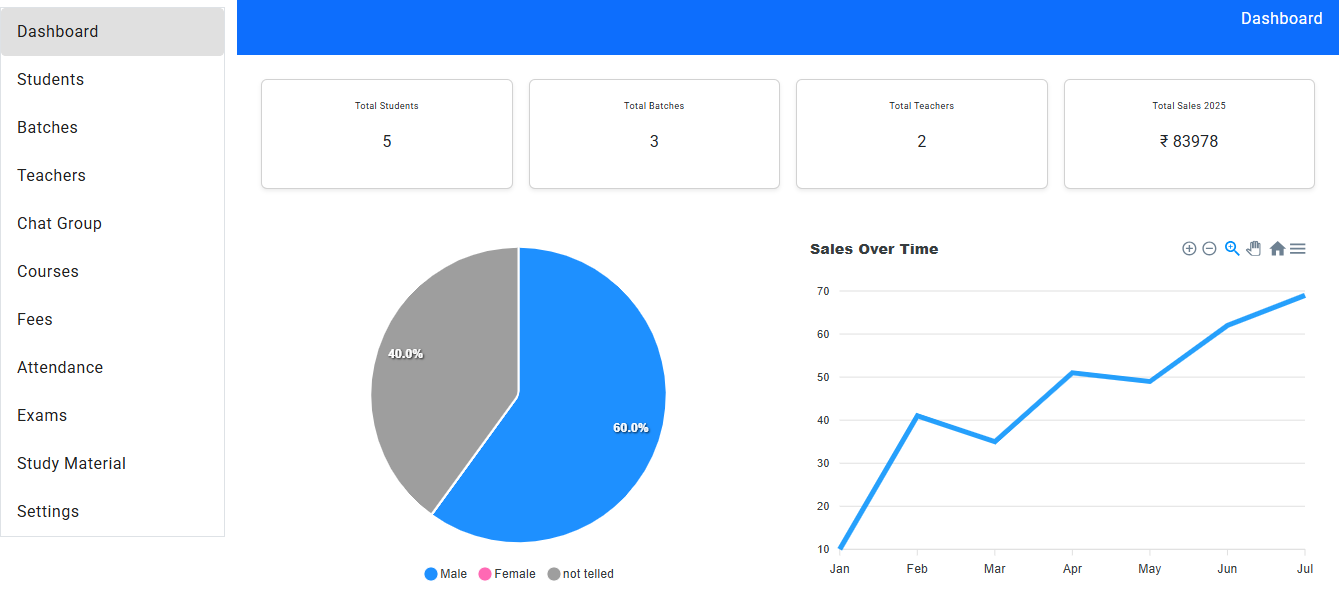 Dashboard
Students
Batches
Teachers
Chat Group
Courses
Fees
Attendance
Exams
Study Material
Settings
Dashboard
Total Students
5
Total Batches
3
Total Teachers
2
Total Sales 2025
₹ 83978
40.0%
60.0%
Male Female not telled
Sales Over Time
70
60
50
40
30
20
10
Jan Feb Mar Apr May Jun Jul